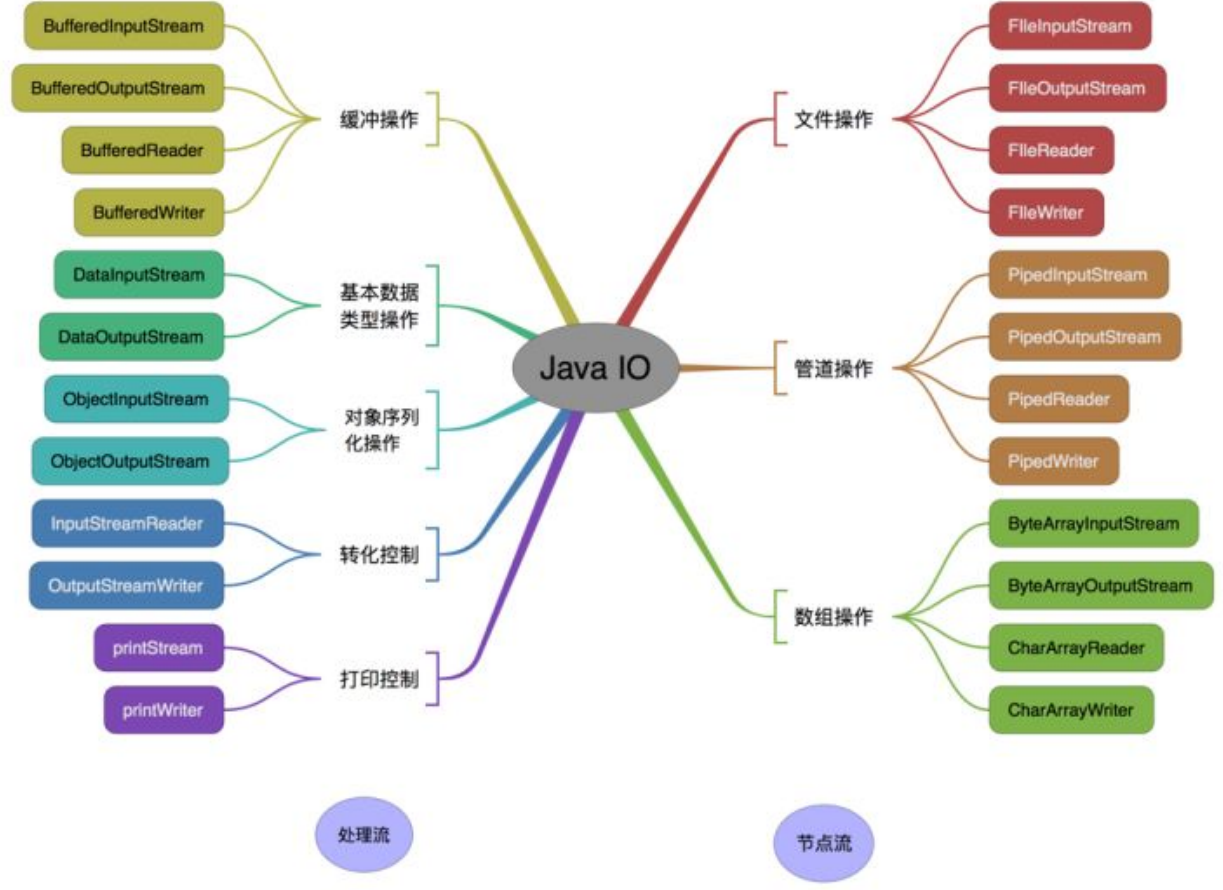 BufferedInputStream
BufferedOutputStream
BufferedReader
BufferedWriter
缓冲操作
DataInputStream
DataOutputStream
基本数据
类型操作
ObjectInputStream
ObjectOutputStream
对象序列
化操作
InputStreamReader
OutputStreamWriter
转化控制
printStream
printWriter
打印控制
Java IO
文件操作
FIleInputStream
FIleOutputStream
FIleReader
FIleWriter
管道操作
PipedInputStream
PipedOutputStream
PipedReader
PipedWriter
数组操作
ByteArrayInputStream
ByteArrayOutputStream
CharArrayReader
CharArrayWriter
处理流
节点流